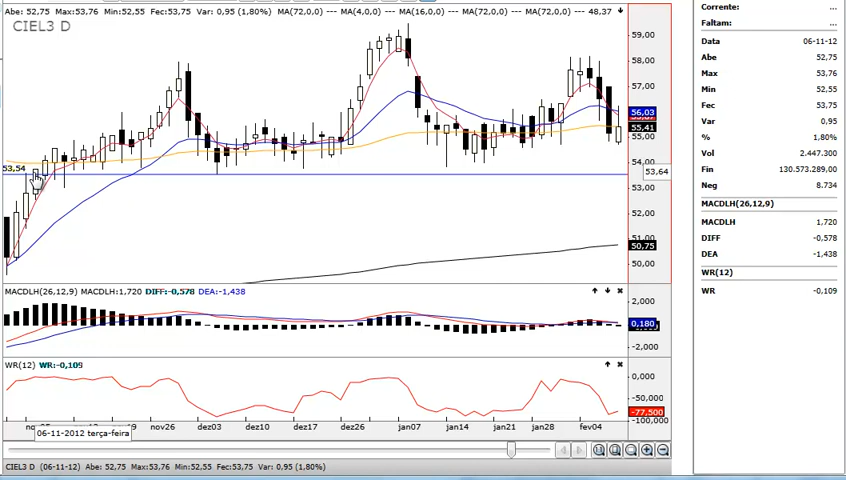 Abe: 52,75 Max:53,76 Min:52,55 Fec:53,75 Var: 0,95 (1,80%) MA(72,0,0) --- MA(4,0,0) MA(16,0,0) MA(72,0,0) --- MA(72,0,0) --- 48,37
CIEL3 D
59,00
58,00
57,00
56,03
55,41
55,00
54,00
53,54
53,64
53,00
52,00
51,00
50,75
50,00
MACDLH(26,12,9) MACDLH:1,720 DIFF:-0,578 DEA:-1,438
2,000
0,180
-2,000
WR(12) WR:-0,109
0,000
-50,000
-77,500
-100,000
nov26 dez03 dez10 dez17 dez26 jan07 jan14 jan21 jan28 fev04
06-11-2012 terça-feira
CIEL3 D (06-11-12) Abe: 52,75 Max:53,76 Min:52,55 Fec:53,75 Var: 0,95 (1,80%)
Corrente: ...
Faltam: ...
Data 06-11-12
Abe 52,75
Max 53,76
Min 52,55
Fec 53,75
Var 0,95
% 1,80%
Vol 2.447.300
Fin 130.573.289,00
Neg 8.734
MACDLH(26,12,9)
MACDLH 1,720
DIFF -0,578
DEA -1,438
WR(12)
WR -0,109